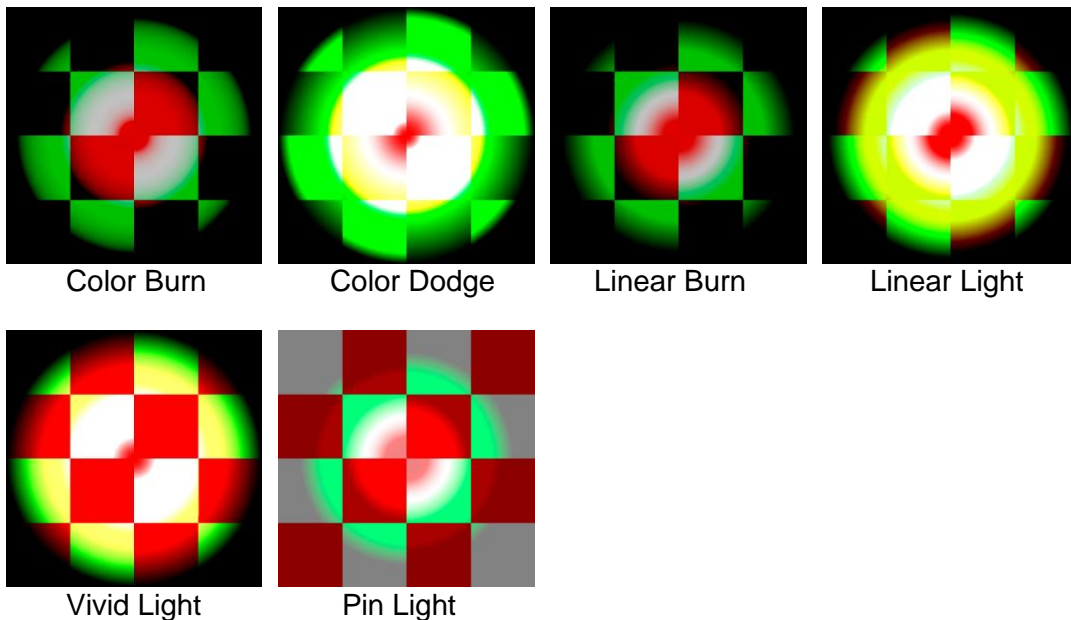 Color Burn
Color Dodge
Linear Burn
Linear Light
Vivid Light
Pin Light